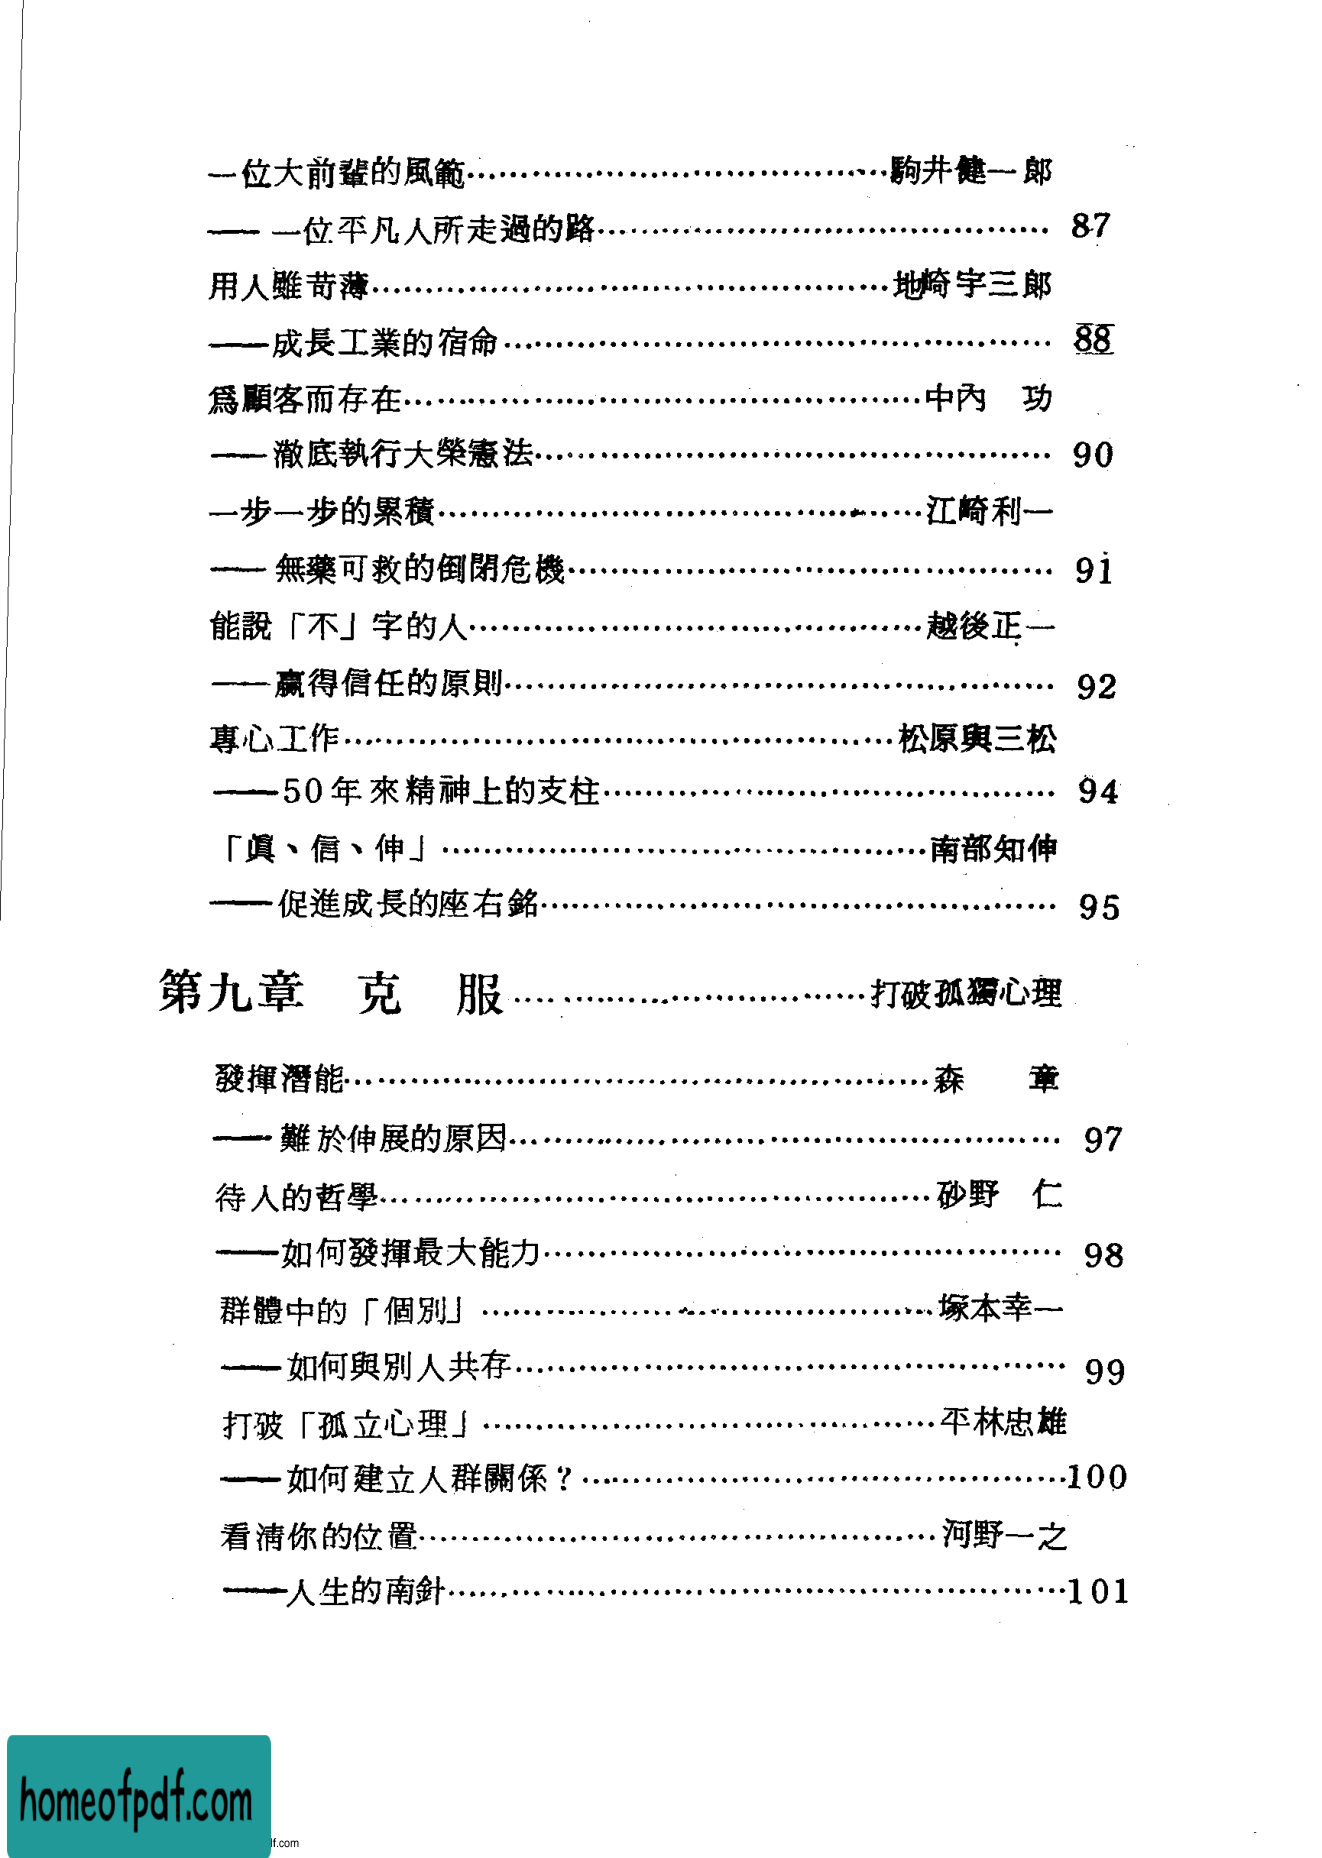 一位大前輩的風範……………………………………駒井健一郎
——一位平凡人所走過的路…………………………………… 87
用人雖苛薄……………………………………………地崎宇三郎
——成長工業的宿命…………………………………………… 88
爲顧客而存在……………………………………………中內　功
——澈底執行大榮憲法………………………………………… 90
一步一步的累積…………………………………………江崎利一
——無藥可救的倒閉危機……………………………………… 91
能說「不」字的人………………………………………越後正一
——贏得信任的原則…………………………………………… 92
專心工作………………………………………………松原與三松
——50年來精神上的支柱……………………………………… 94
「眞、信、伸」…………………………………………南部知伸
——促進成長的座右銘………………………………………… 95
第九章　克　服………………………………打破孤獨心理
發揮潛能…………………………………………………森　　章
——難於伸展的原因…………………………………………… 97
待人的哲學………………………………………………砂野　仁
——如何發揮最大能力………………………………………… 98
群體中的「個別」………………………………………塚本幸一
——如何與別人共存…………………………………………… 99
打破「孤立心理」………………………………………平林忠雄
——如何建立人群關係？…………………………………………100
看淸你的位置……………………………………………河野一之
——人生的南針……………………………………………………101
homeofpdf.com
lf.com